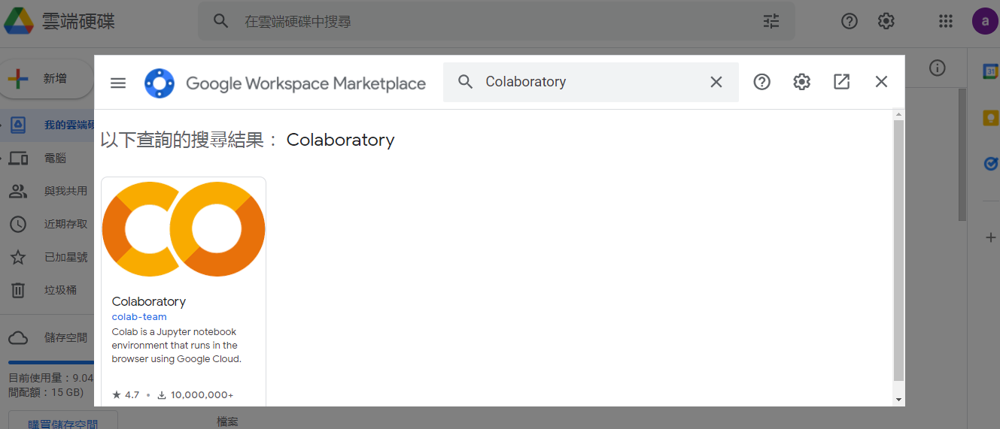 雲端硬碟
在雲端硬碟中搜尋
a
新增
Google Workspace Marketplace
Colaboratory
我的雲端硬
電腦
與我共用
近期存取
已加星號
垃圾桶
儲存空間
目前使用量：9.04
間配額：15 GB)
購買儲存空間
以下查詢的搜尋結果： Colaboratory
Colaboratory
colab-team
Colab is a Jupyter notebook
environment that runs in the
browser using Google Cloud.
4.7 • 10,000,000+
檔案
31